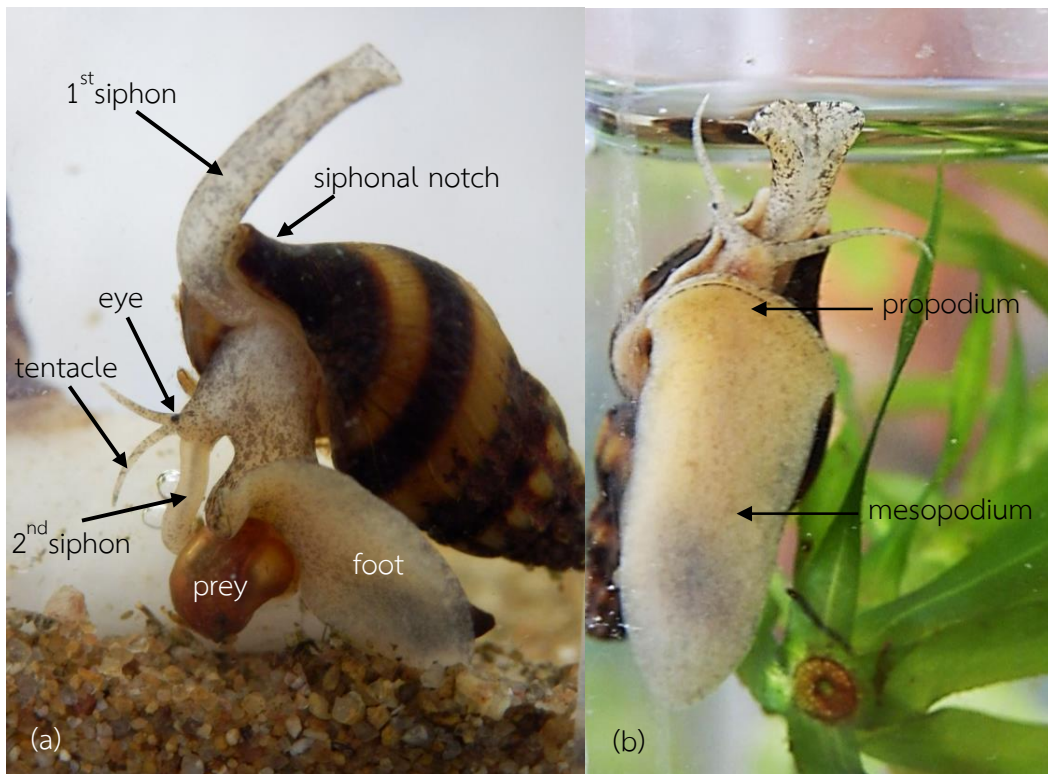 1st siphon
siphonal notch
eye
tentacle
2nd siphon
prey
foot
(a)
propodium
mesopodium
(b)